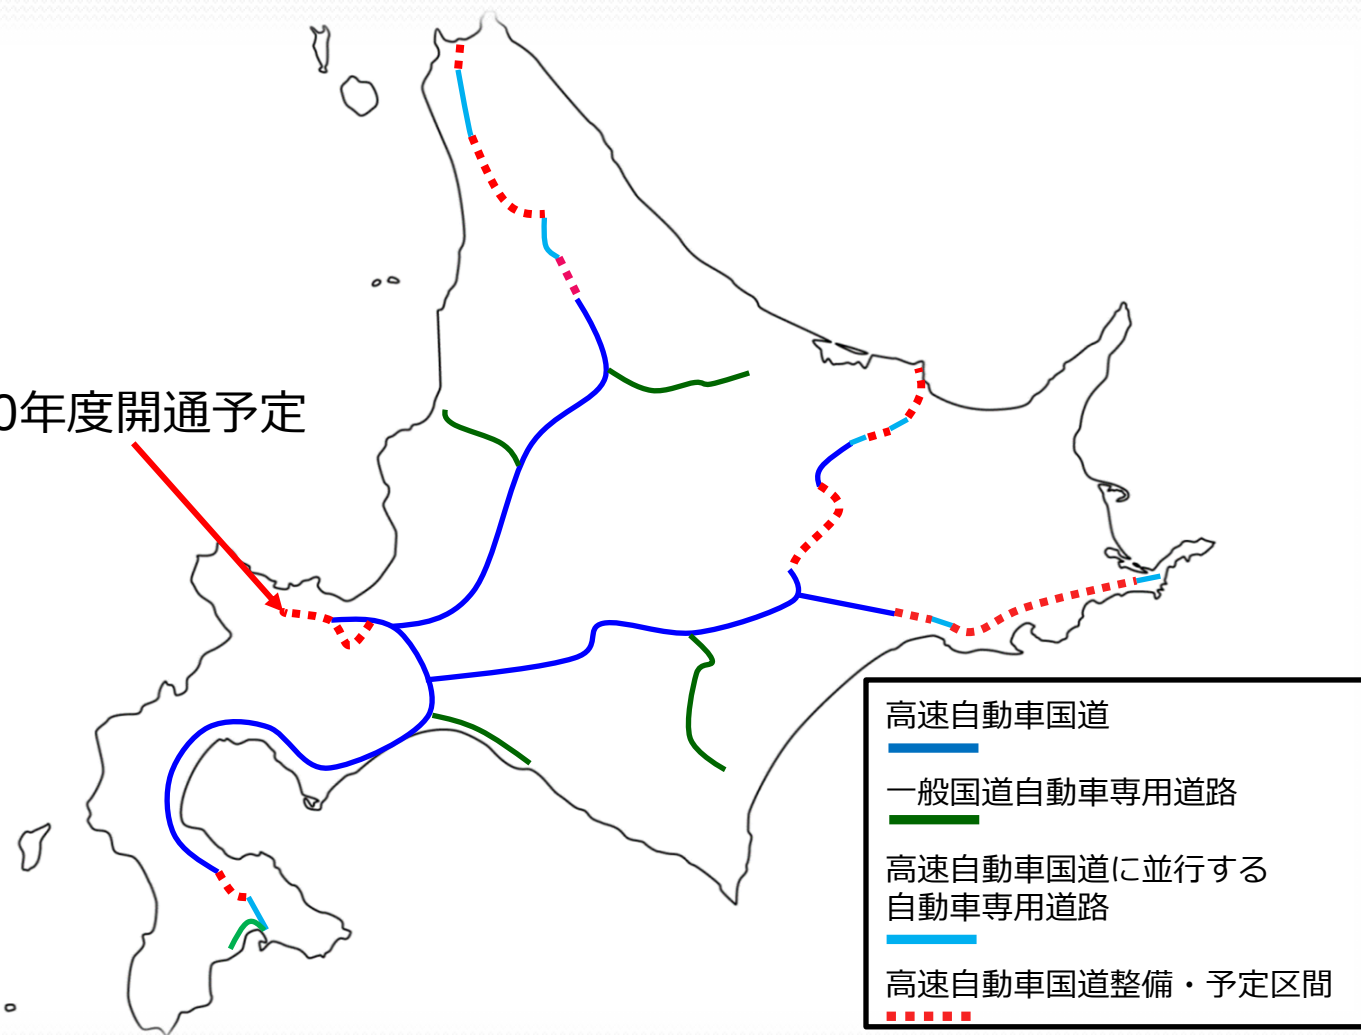 0年度開通予定
高速自動車国道
一般国道自動車専用道路
高速自動車国道に並行する
自動車専用道路
高速自動車国道整備・予定区間